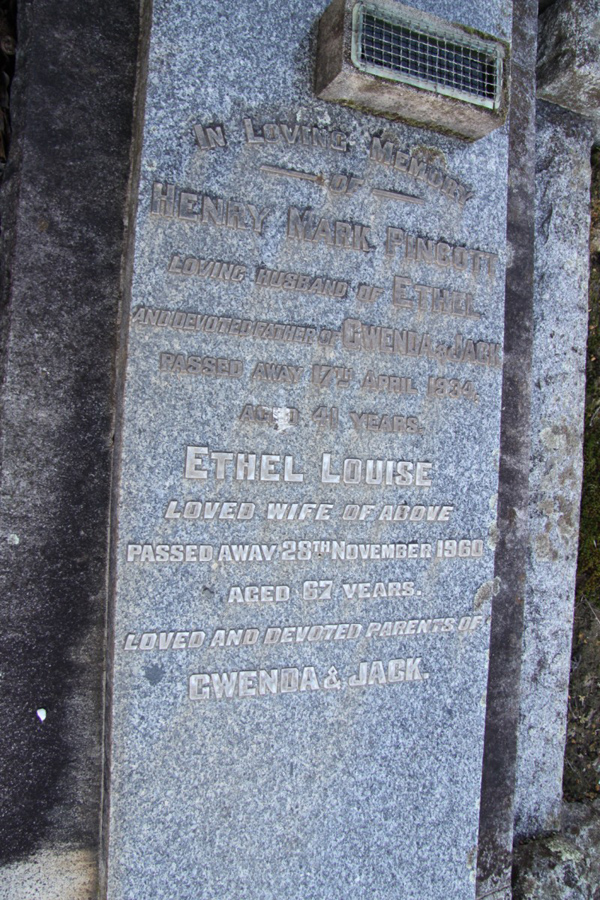 In Loving Memory
of
Henry Mark Pincott
loving husband of Ethel
and devoted father of Gwenda & Jack
passed away 17th April 1934,
aged 41 years.
Ethel Louise
loved wife of above
passed away 28th November 1960
aged 67 years.
loved and devoted parents of
Gwenda & Jack.